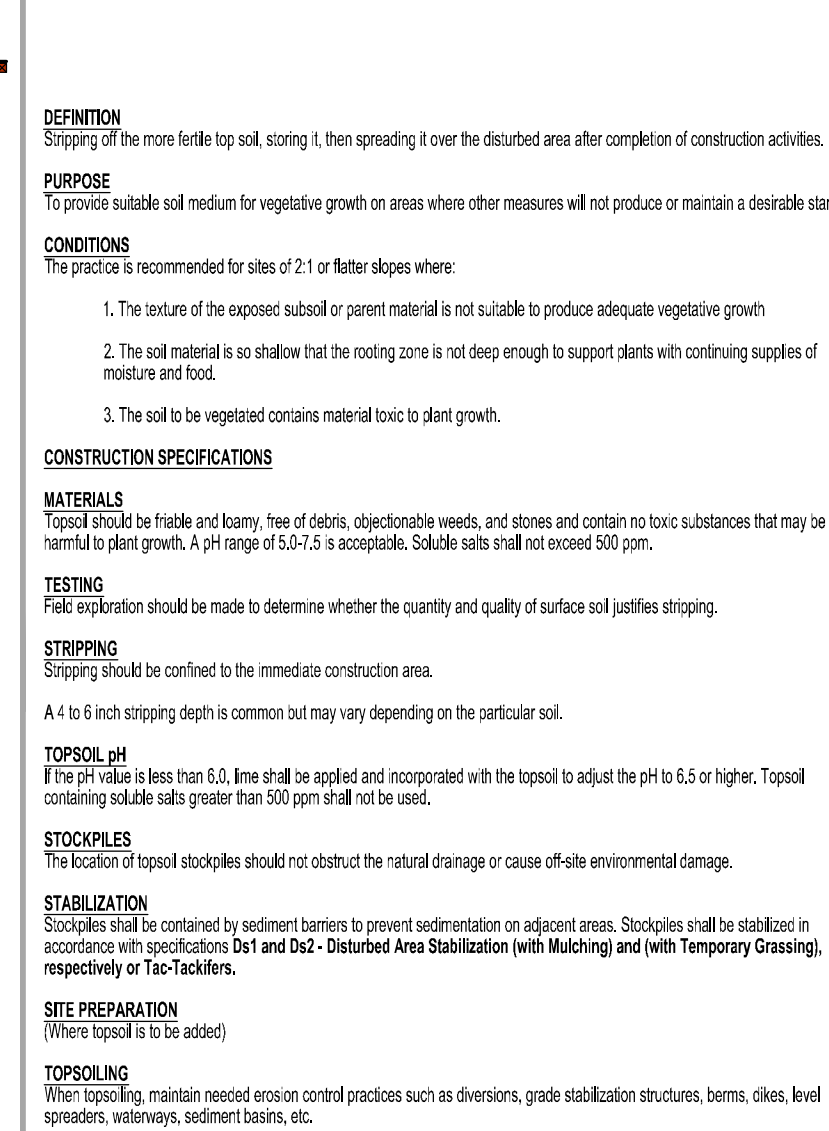 DEFINITION
Stripping off the more fertile top soil, storing it, then spreading it over the disturbed area after completion of construction activities.
PURPOSE
To provide suitable soil medium for vegetative growth on areas where other measures will not produce or maintain a desirable
CONDITIONS
The practice is recommended for sites of 2:1 or flatter slopes where:
1. The texture of the exposed subsoil or parent material is not suitable to produce adequate vegetative growth
2. The soil material is so shallow that the rooting zone is not deep enough to support plants with continuing supplies of
moisture and food.
3. The soil to be vegetated contains material toxic to plant growth.
CONSTRUCTION SPECIFICATIONS
MATERIALS
Topsoil should be friable and loamy, free of debris, objectionable weeds, and stones and contain no toxic substances that may be
harmful to plant growth. A pH range of 5.0-7.5 is acceptable. Soluble salts shall not exceed 500 ppm.
TESTING
Field exploration should be made to determine whether the quantity and quality of surface soil justifies stripping.
STRIPPING
Stripping should be confined to the immediate construction area.
A 4 to 6 inch stripping depth is common but may vary depending on the particular soil.
TOPSOIL pH
If the pH value is less than 6.0, lime shall be applied and incorporated with the topsoil to adjust the pH to 6.5 or higher. Topsoil
containing soluble salts greater than 500 ppm shall not be used.
STOCKPILES
The location of topsoil stockpiles should not obstruct the natural drainage or cause off-site environmental damage.
STABILIZATION
Stockpiles shall be contained by sediment barriers to prevent sedimentation on adjacent areas. Stockpiles shall be stabilized in
accordance with specifications Ds1 and Ds2 - Disturbed Area Stabilization (with Mulching) and (with Temporary Grassing),
respectively or Tac-Tackifers.
SITE PREPARATION
(Where topsoil is to be added)
TOPSOILING
When topsoiling, maintain needed erosion control practices such as diversions, grade stabilization structures, berms, dikes, level
spreaders, waterways, sediment basins, etc.